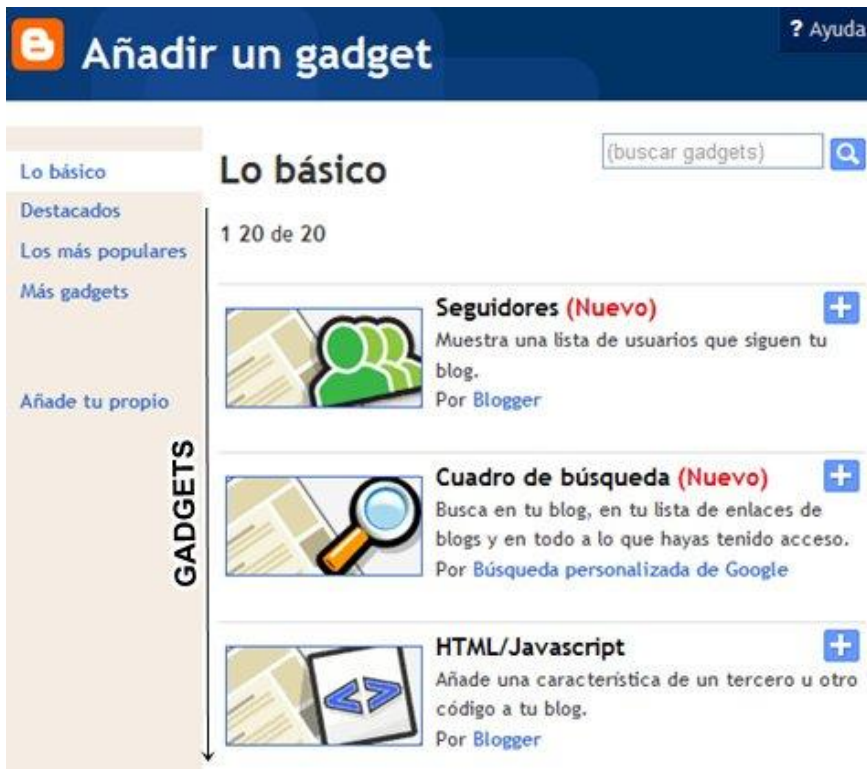 Añadir un gadget
? Ayuda
Lo básico
Destacados
Los más populares
Más gadgets
Añade tu propio
GADGETS
Lo básico
(buscar gadgets)
1 20 de 20
Seguidores (Nuevo)
Muestra una lista de usuarios que siguen tu
blog.
Por Blogger
Cuadro de búsqueda (Nuevo)
Busca en tu blog, en tu lista de enlaces de
blogs y en todo a lo que hayas tenido acceso.
Por Búsqueda personalizada de Google
HTML/Javascript
Añade una característica de un tercero u otro
código a tu blog.
Por Blogger